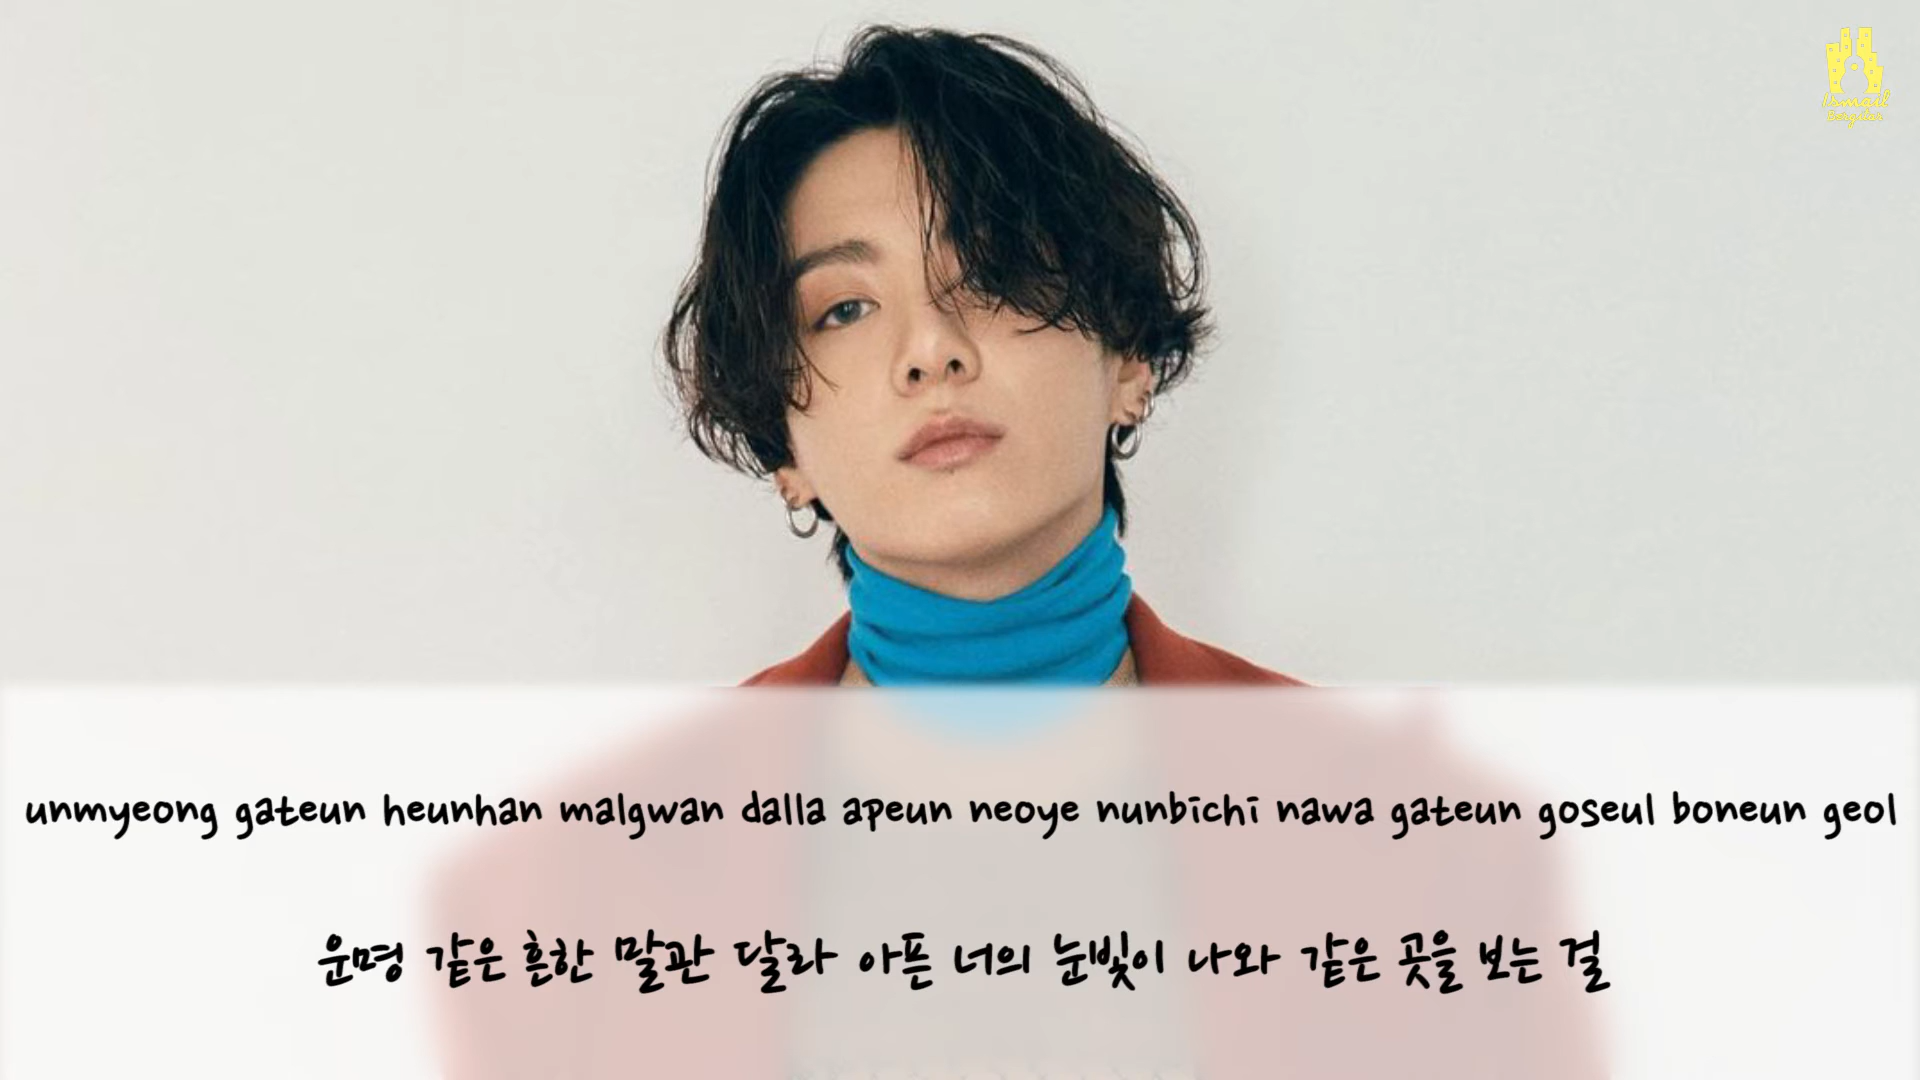 Ismail
unmyeong gateun heunhan malgwan dalla apeun neoye nunbichi nawa gateun goseul boneun geol
운명 같은 흔한 말관 달라 아픈 너의 눈빛이 나와 같은 곳을 보는 걸